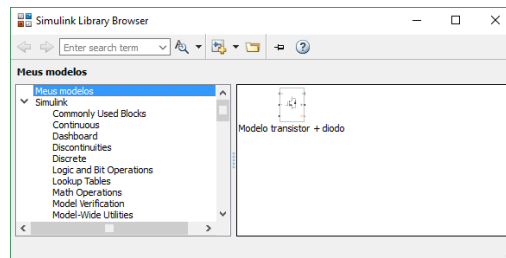 Simulink Library Browser
Enter search term
Meus modelos
Meus modelos
Simulink
Commonly Used Blocks
Continuous
Dashboard
Discontinuities
Discrete
Logic and Bit Operations
Lookup Tables
Math Operations
Model Verification
Model-Wide Utilities
Modelo transistor + diodo